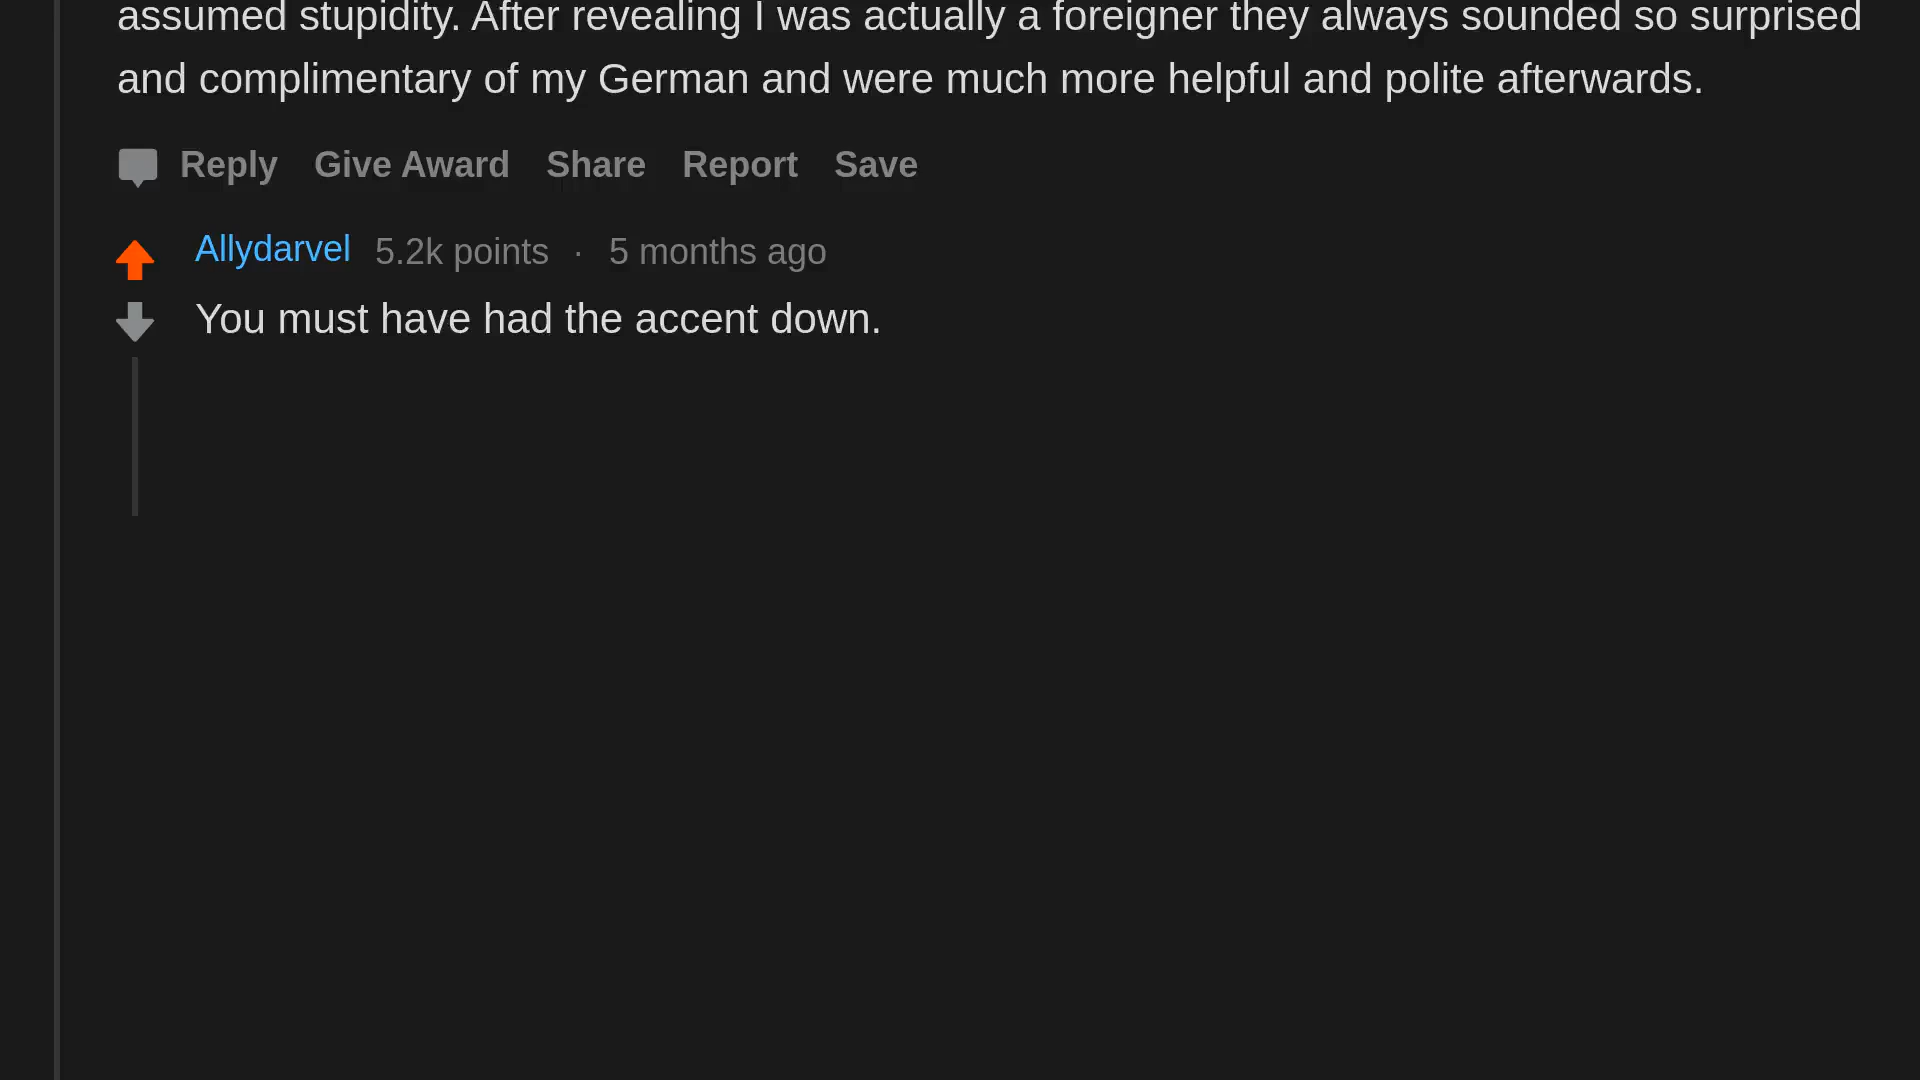 assumed stupidity. After revealing I was actually a foreigner they always sounded so surprised
and complimentary of my German and were much more helpful and polite afterwards.
Reply Give Award Share Report Save
Allydarvel 5.2k points · 5 months ago
You must have had the accent down.